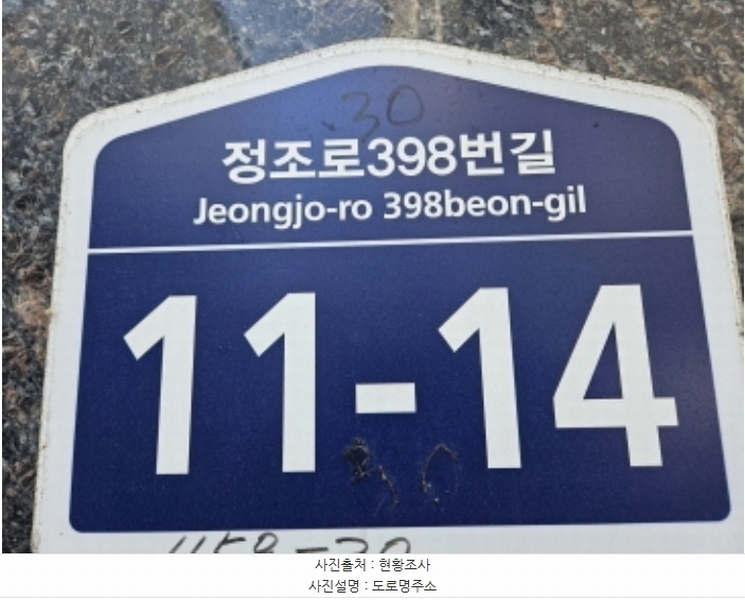 30
정조로398번길
Jeongjo-ro 398beon-gil
11-14
사진출처 : 현황조사
사진설명 : 도로명주소